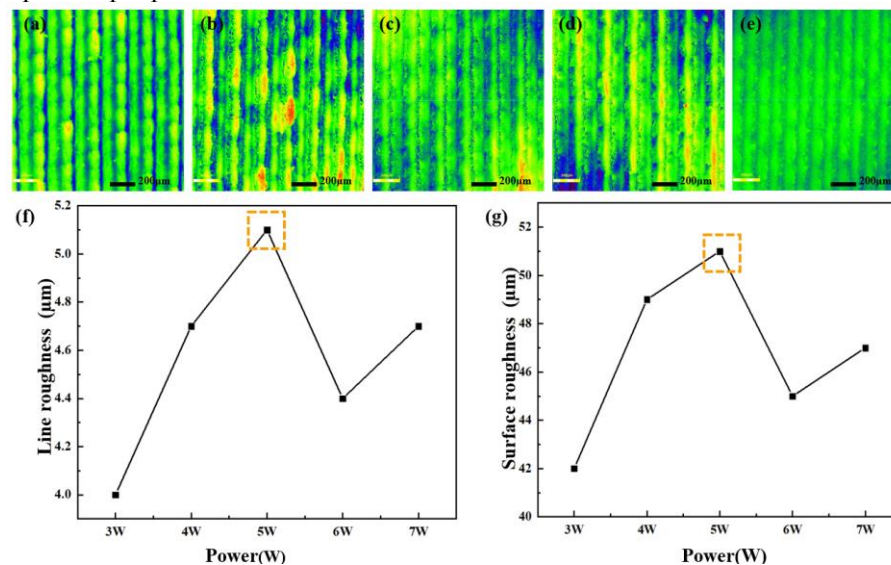 (a) (b) (c) (d) (e)
200μm 200μm 200μm 200μm 200μm
(f)
5.2
5.0
4.8
4.6
4.4
4.2
4.0
Line roughness (μm)
3W 4W 5W 6W 7W
Power(W)
(g)
52
50
48
46
44
42
40
Surface roughness (μm)
3W 4W 5W 6W 7W
Power(W)